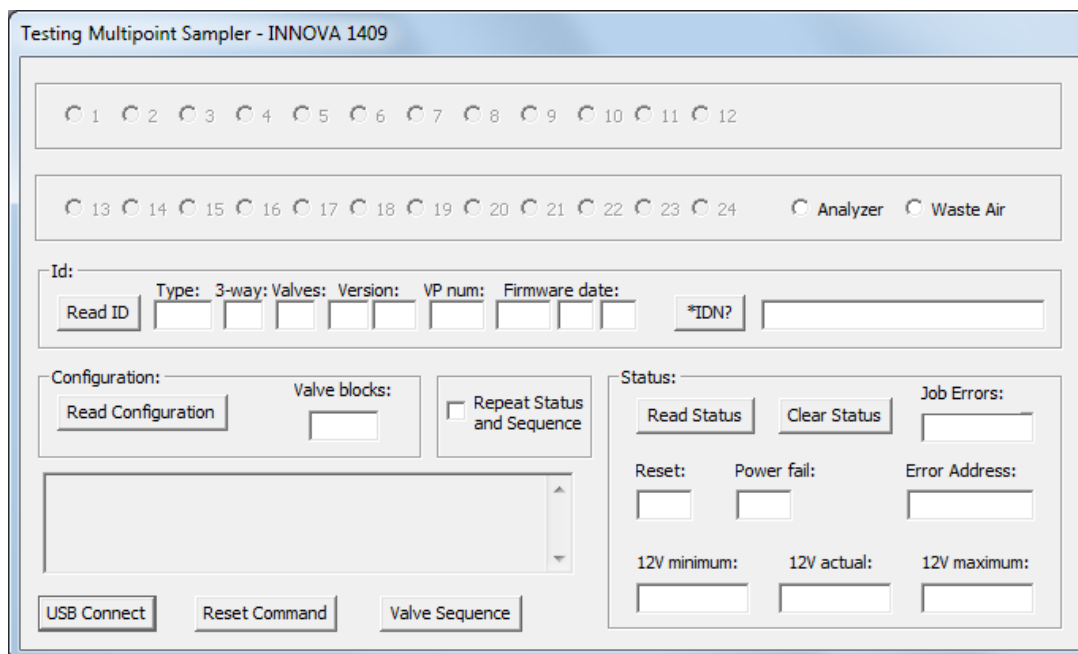 Testing Multipoint Sampler - INNOVA 1409
1 2 3 4 5 6 7 8 9 10 11 12
13 14 15 16 17 18 19 20 21 22 23 24 Analyzer Waste Air
Id:
Type: 3-way: Valves: Version: VP num: Firmware date:
Read ID *IDN?
Configuration:
Valve blocks:
Read Configuration
Repeat Status
and Sequence
Status:
Job Errors:
Read Status Clear Status
Reset: Power fail: Error Address:
12V minimum: 12V actual: 12V maximum:
USB Connect Reset Command Valve Sequence